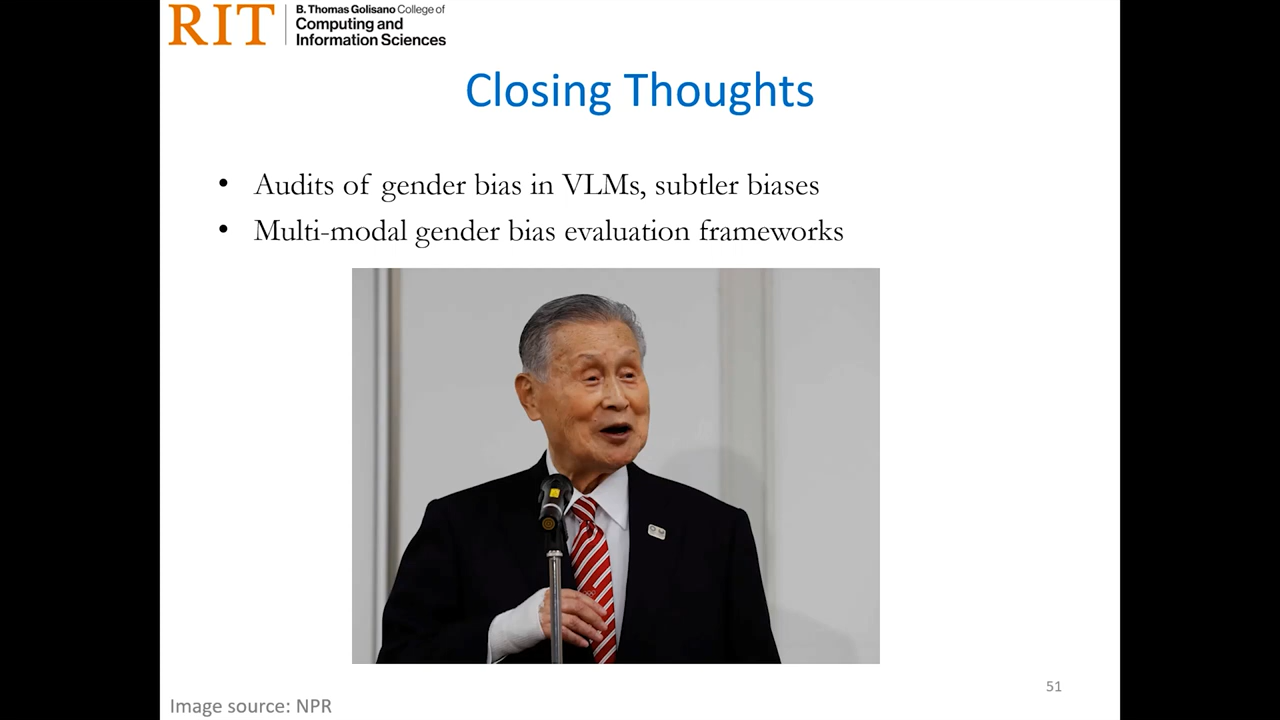 RIT
B. Thomas Golisano College of
Computing and
Information Sciences
Closing Thoughts
• Audits of gender bias in VLMs, subtler biases
• Multi-modal gender bias evaluation frameworks
51
Image source: NPR